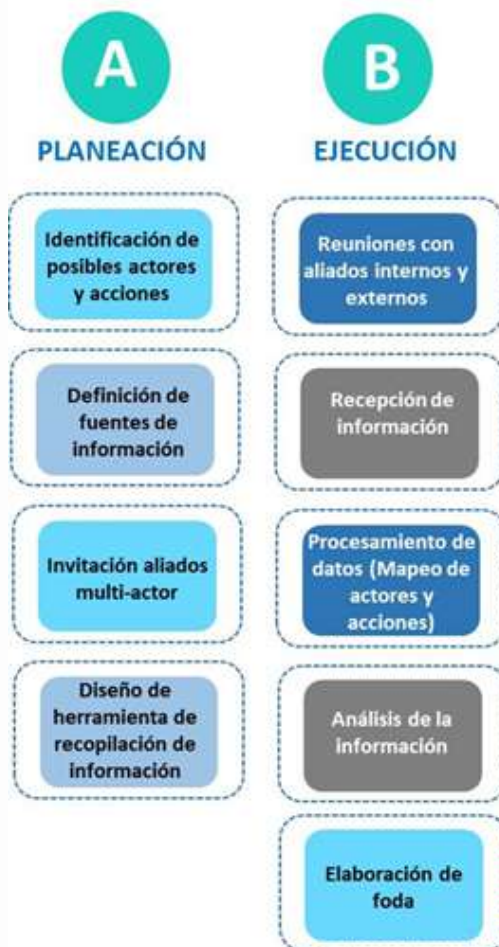 A
PLANEACIÓN
Identificación de
posibles actores
y acciones
Definición de
fuentes de
información
Invitación aliados
multi-actor
Diseño de
herramienta de
recopilación de
información
B
EJECUCIÓN
Reuniones con
aliados internos y
externos
Recepción de
información
Procesamiento de
datos (Mapeo de
actores y
acciones)
Análisis de la
información
Elaboración de
foda